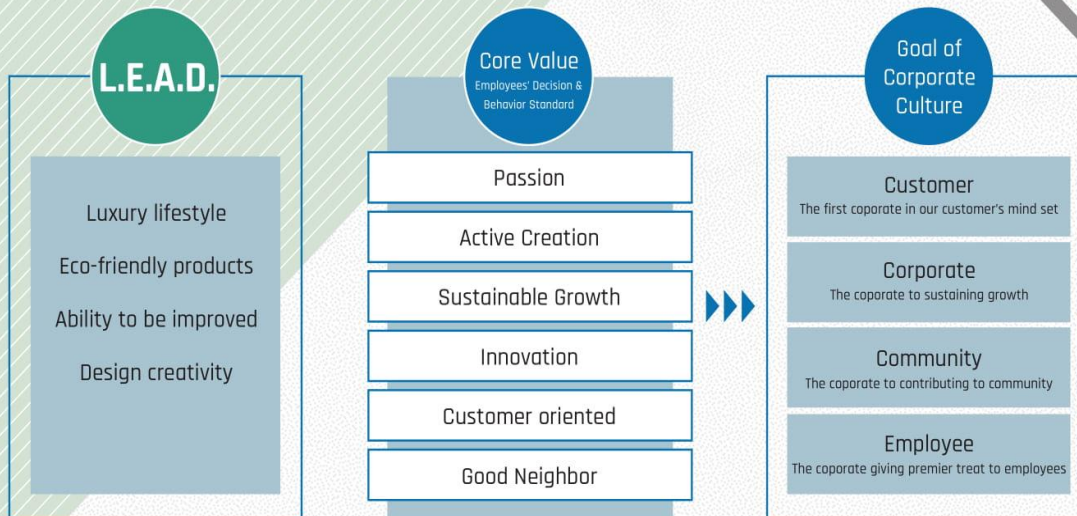 L.E.A.D.
Luxury lifestyle
Eco-friendly products
Ability to be improved
Design creativity
Core Value
Employees' Decision &
Behavior Standard
Passion
Active Creation
Sustainable Growth
Innovation
Customer oriented
Good Neighbor
Goal of
Corporate
Culture
Customer
The first coporate in our customer's mind set
Corporate
The coporate to sustaining growth
Community
The coporate to contributing to community
Employee
The coporate giving premier treat to employees